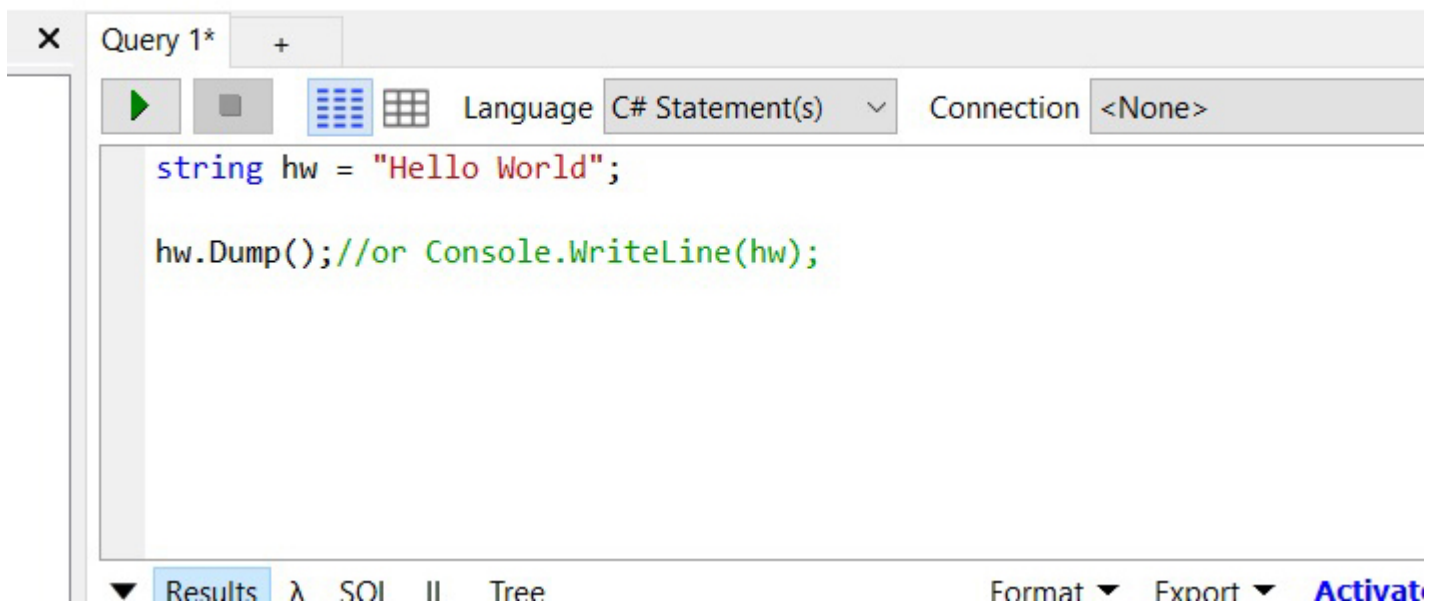 Query 1* +
Language C# Statement(s) Connection <None>
string hw = "Hello World";
hw.Dump();//or Console.WriteLine(hw);
Results λ SQL IL Tree Format Export